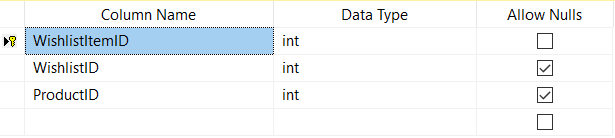 Column Name Data Type Allow Nulls
WishlistItemID int
WishlistID int
ProductID int